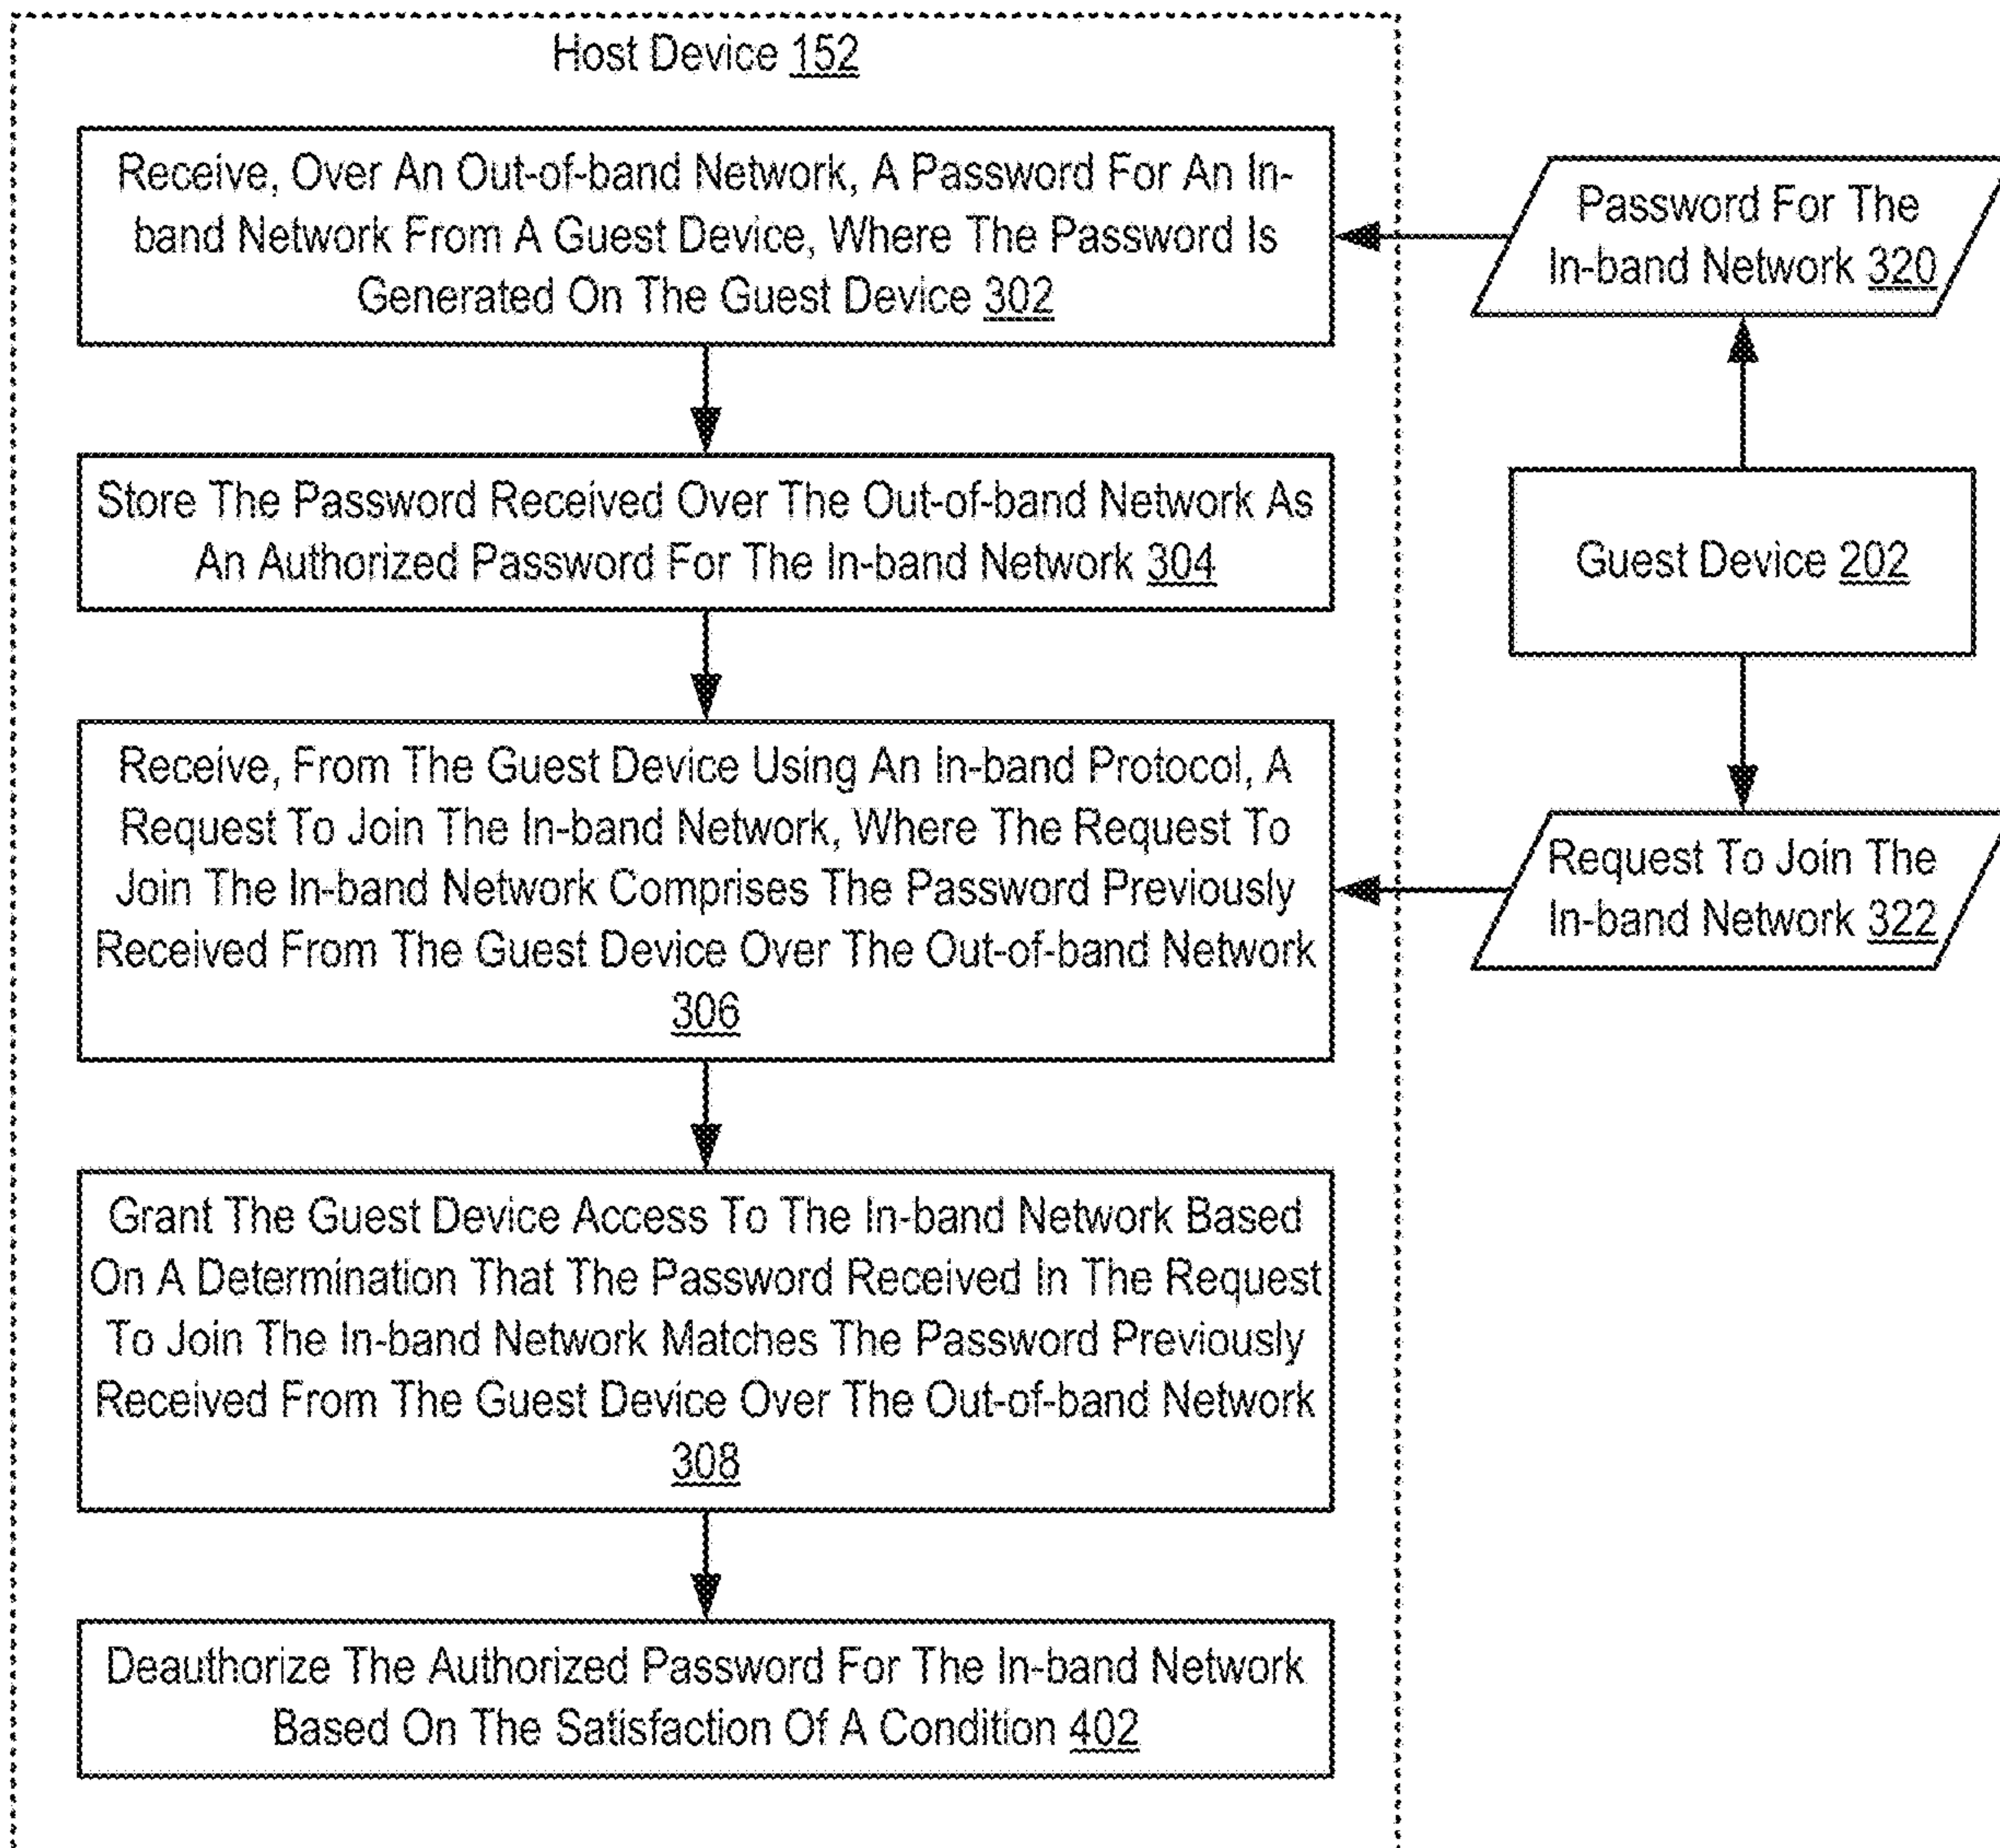 Host Device 152
Receive, Over An Out-of-band Network, A Password For An In-
band Network From A Guest Device, Where The Password Is
Generated On The Guest Device 302
Password For The
In-band Network 320
Store The Password Received Over The Out-of-band Network As
An Authorized Password For The In-band Network 304
Guest Device 202
Receive, From The Guest Device Using An In-band Protocol, A
Request To Join The In-band Network, Where The Request To
Join The In-band Network Comprises The Password Previously
Received From The Guest Device Over The Out-of-band Network
306
Request To Join The
In-band Network 322
Grant The Guest Device Access To The In-band Network Based
On A Determination That The Password Received In The Request
To Join The In-band Network Matches The Password Previously
Received From The Guest Device Over The Out-of-band Network
308
Deauthorize The Authorized Password For The In-band Network
Based On The Satisfaction Of A Condition 402